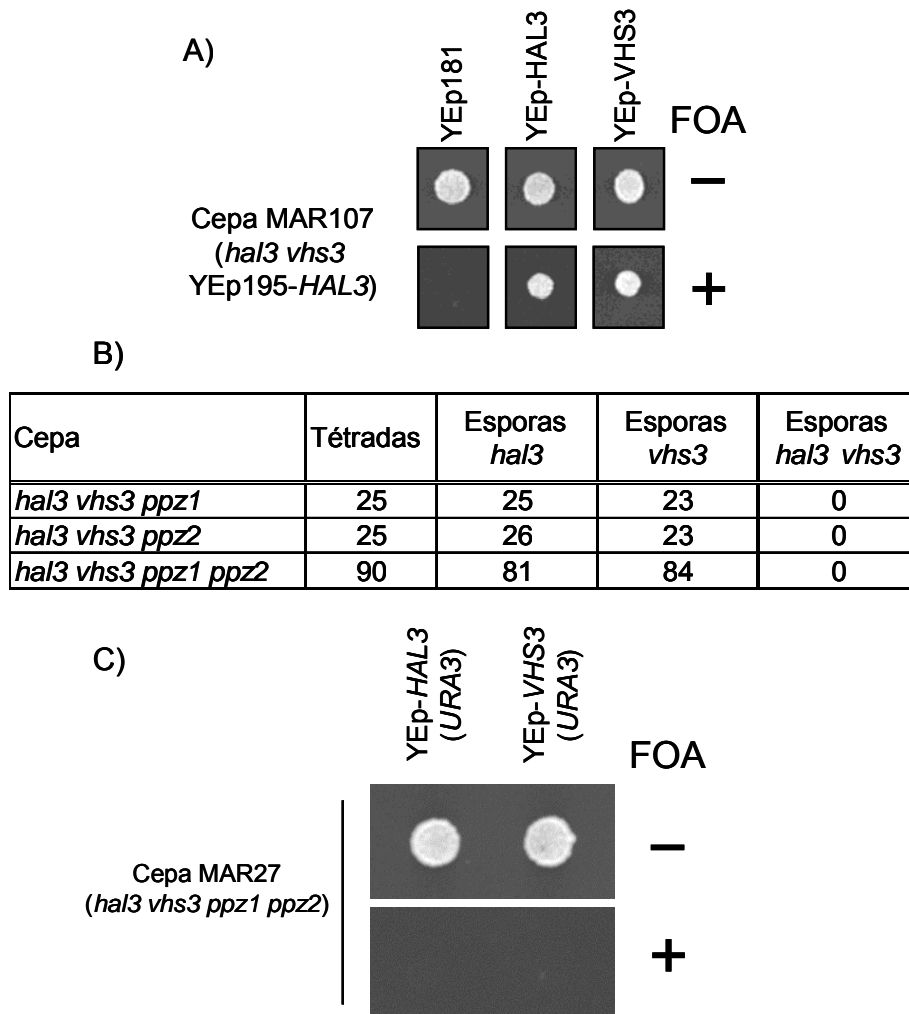 A)
YEp181
YEp-HAL3
YEp-VHS3
FOA
Cepa MAR107
(hal3 vhs3
YEp195-HAL3)
−
+
B)
Cepa Tétradas Esporas hal3 Esporas vhs3 Esporas hal3 vhs3
hal3 vhs3 ppz1 25 25 23 0
hal3 vhs3 ppz2 25 26 23 0
hal3 vhs3 ppz1 ppz2 90 81 84 0
C)
YEp-HAL3
(URA3)
YEp-VHS3
(URA3)
FOA
−
Cepa MAR27
(hal3 vhs3 ppz1 ppz2)
+